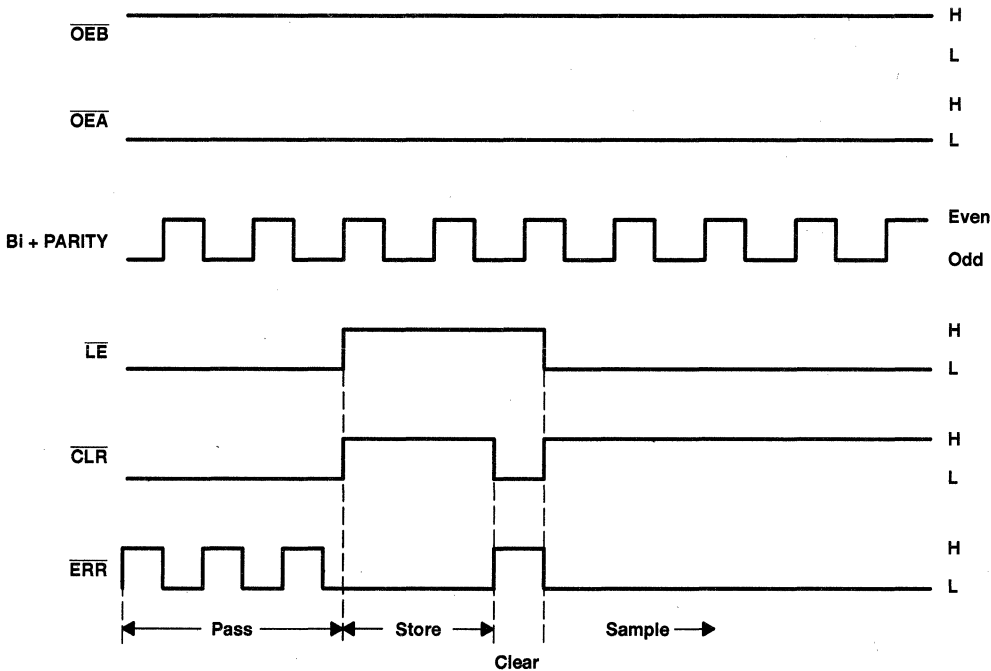 OEB
H
L
OEA
H
L
Bi + PARITY
Even
Odd
LE
H
L
CLR
H
L
ERR
H
L
Pass
Store
Sample
Clear